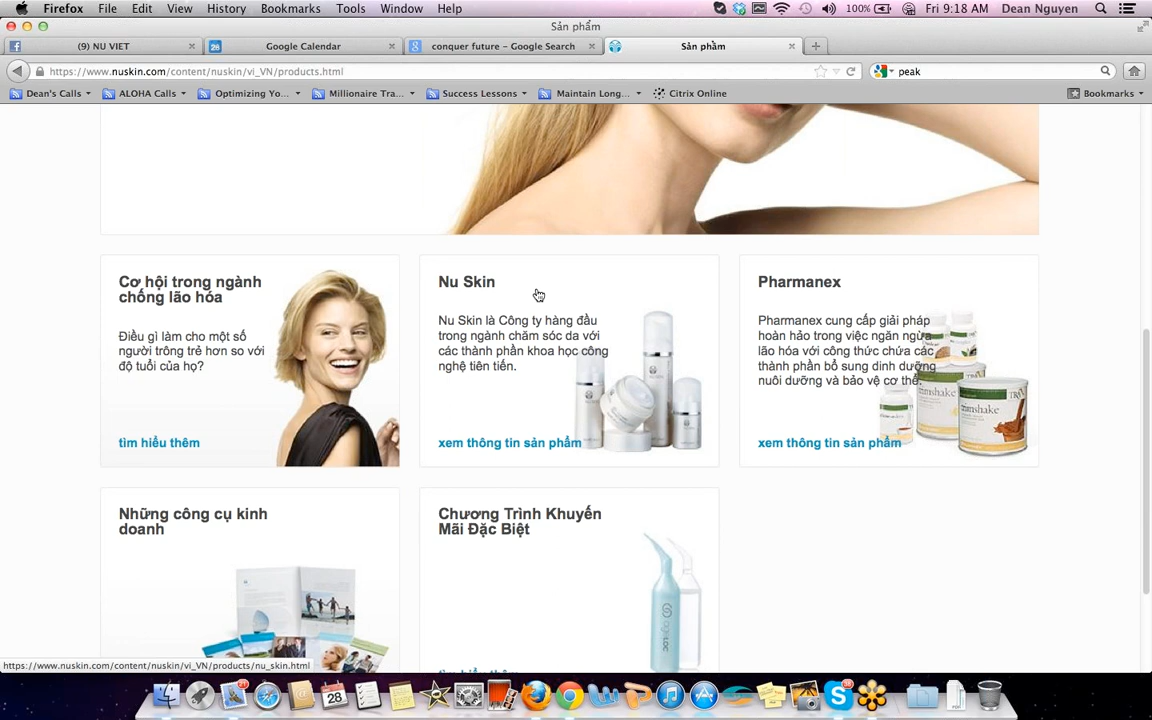 Firefox File Edit View History Bookmarks Tools Window Help 100% Fri 9:18 AM Dean Nguyen
Sản phẩm
(9) NU VIET
Google Calendar
conquer future – Google Search
Sản phẩm
https://www.nuskin.com/content/nuskin/vi_VN/products.html
peak
Dean's Calls
ALOHA Calls
Optimizing Yo...
Millionaire Tra...
Success Lessons
Maintain Long...
Citrix Online
Bookmarks
Cơ hội trong ngành
chống lão hóa
Điều gì làm cho một số
người trông trẻ hơn so với
độ tuổi của họ?
tìm hiểu thêm
Nu Skin
Nu Skin là Công ty hàng đầu
trong ngành chăm sóc da với
các thành phần khoa học công
nghệ tiên tiến.
xem thông tin sản phẩm
Pharmanex
Pharmanex cung cấp giải pháp
hoàn hảo trong việc ngăn ngừa
lão hóa với công thức chứa các
thành phần bổ sung dinh dưỡng
nuôi dưỡng và bảo vệ cơ thể.
xem thông tin sản phẩm
Những công cụ kinh
doanh
Chương Trình Khuyến
Mãi Đặc Biệt
tìm hiểu thêm
https://www.nuskin.com/content/nuskin/vi_VN/products/nu_skin.html